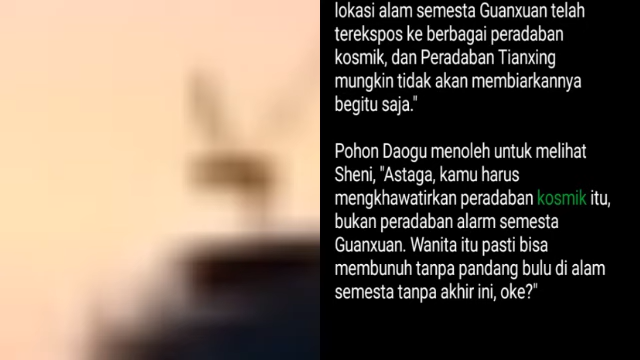 lokasi alam semesta Guanxuan telah
terekspos ke berbagai peradaban
kosmik, dan Peradaban Tianxing
mungkin tidak akan membiarkannya
begitu saja."
Pohon Daogu menoleh untuk melihat
Sheni, "Astaga, kamu harus
mengkhawatirkan peradaban kosmik itu,
bukan peradaban alarm semesta
Guanxuan. Wanita itu pasti bisa
membunuh tanpa pandang bulu di alam
semesta tanpa akhir ini, oke?"